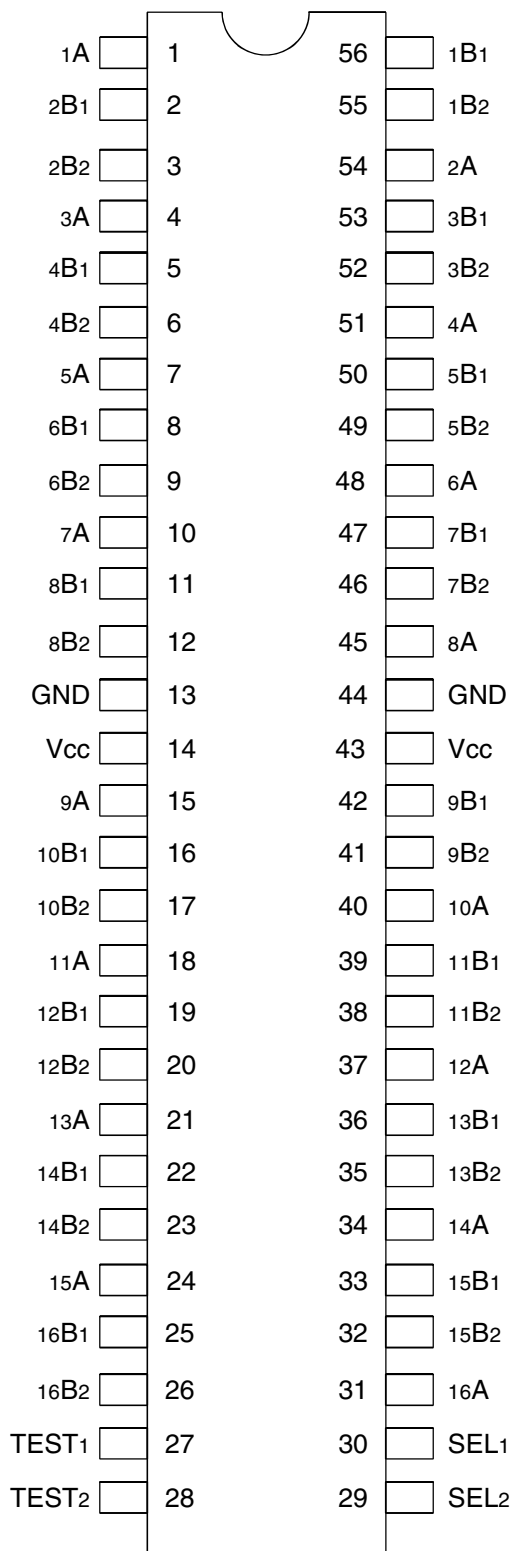 1A 1 56 1B1
2B1 2 55 1B2
2B2 3 54 2A
3A 4 53 3B1
4B1 5 52 3B2
4B2 6 51 4A
5A 7 50 5B1
6B1 8 49 5B2
6B2 9 48 6A
7A 10 47 7B1
8B1 11 46 7B2
8B2 12 45 8A
GND 13 44 GND
Vcc 14 43 Vcc
9A 15 42 9B1
10B1 16 41 9B2
10B2 17 40 10A
11A 18 39 11B1
12B1 19 38 11B2
12B2 20 37 12A
13A 21 36 13B1
14B1 22 35 13B2
14B2 23 34 14A
15A 24 33 15B1
16B1 25 32 15B2
16B2 26 31 16A
TEST1 27 30 SEL1
TEST2 28 29 SEL2